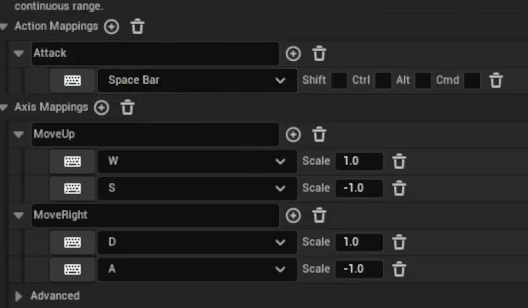 continuous range.
Action Mappings
Attack
Space Bar Shift Ctrl Alt Cmd
Axis Mappings
MoveUp
W Scale 1.0
S Scale -1.0
MoveRight
D Scale 1.0
A Scale -1.0
Advanced